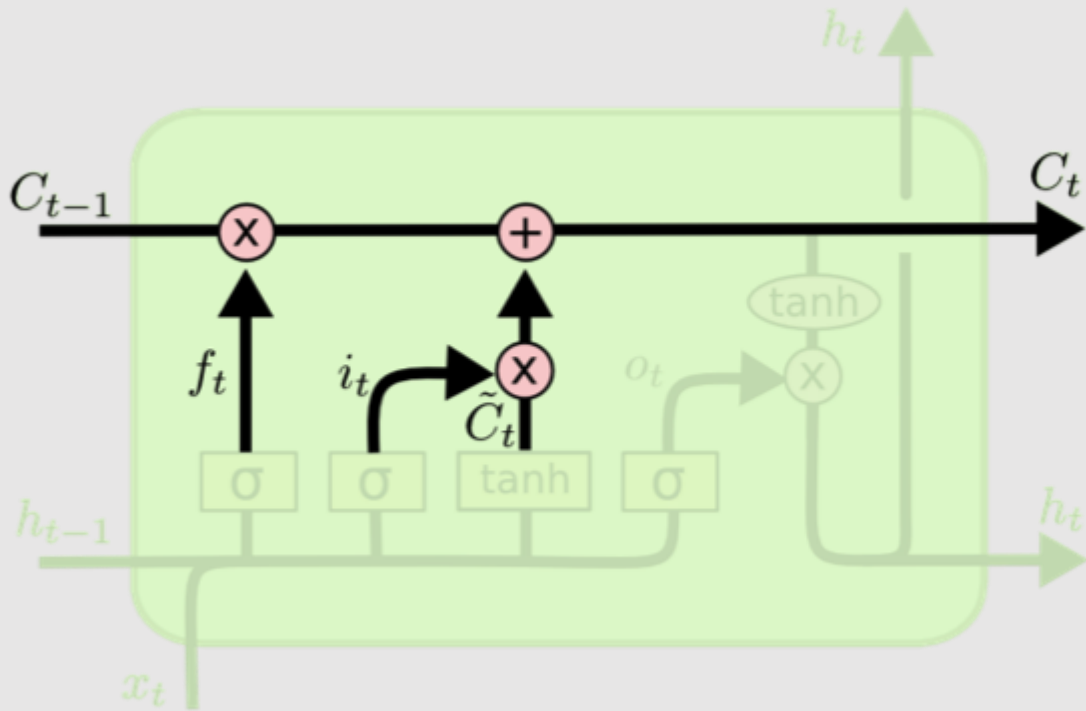 h_t
C_{t-1}
C_t
x
+
tanh
f_t
i_t
x
o_t
x
C̃_t
σ
σ
tanh
σ
h_{t-1}
h_t
x_t